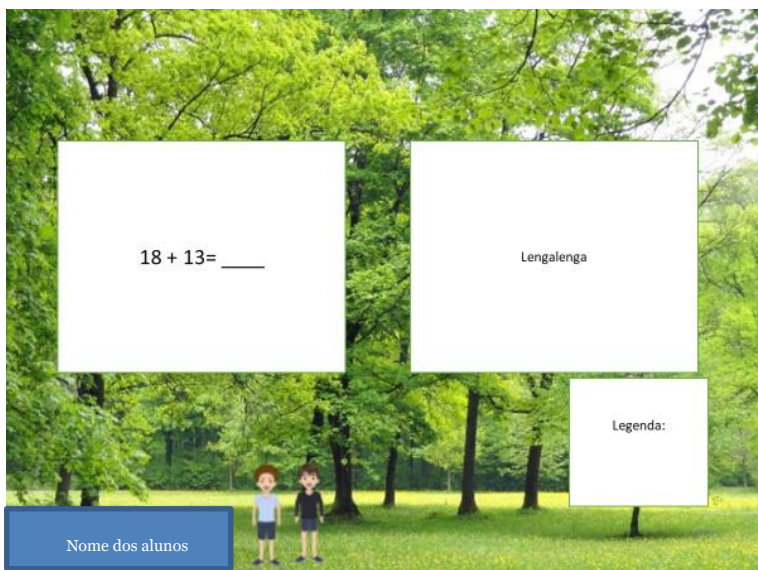 18 + 13= ____
Lengalenga
Legenda:
Nome dos alunos